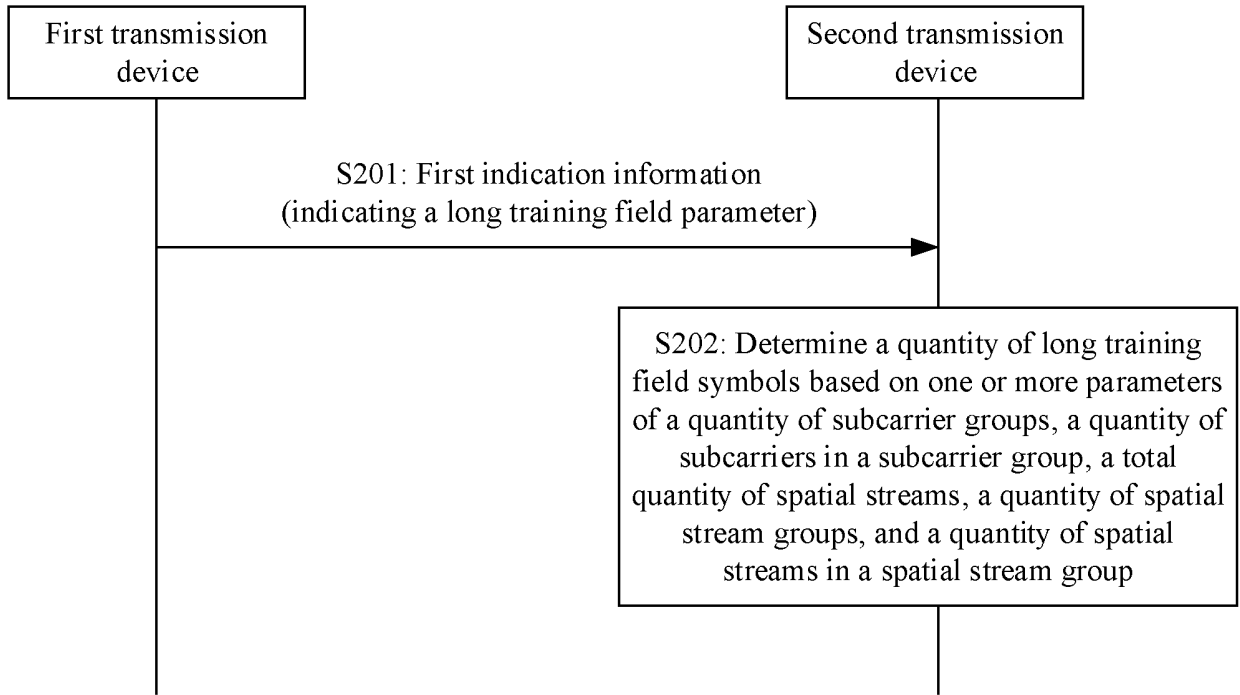 First transmission
device
Second transmission
device
S201: First indication information
(indicating a long training field parameter)
S202: Determine a quantity of long training
field symbols based on one or more parameters
of a quantity of subcarrier groups, a quantity of
subcarriers in a subcarrier group, a total
quantity of spatial streams, a quantity of spatial
stream groups, and a quantity of spatial
streams in a spatial stream group